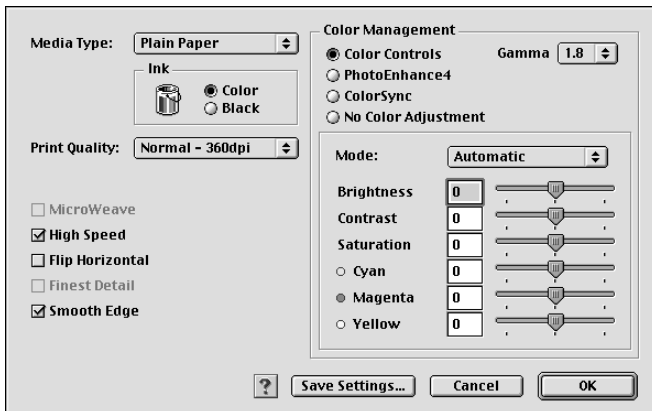 Media Type: Plain Paper
Ink
Color
Black
Print Quality: Normal - 360dpi
MicroWeave
High Speed
Flip Horizontal
Finest Detail
Smooth Edge
Color Management
Color Controls
Gamma 1.8
PhotoEnhance4
ColorSync
No Color Adjustment
Mode: Automatic
Brightness 0
Contrast 0
Saturation 0
Cyan 0
Magenta 0
Yellow 0
? Save Settings... Cancel OK